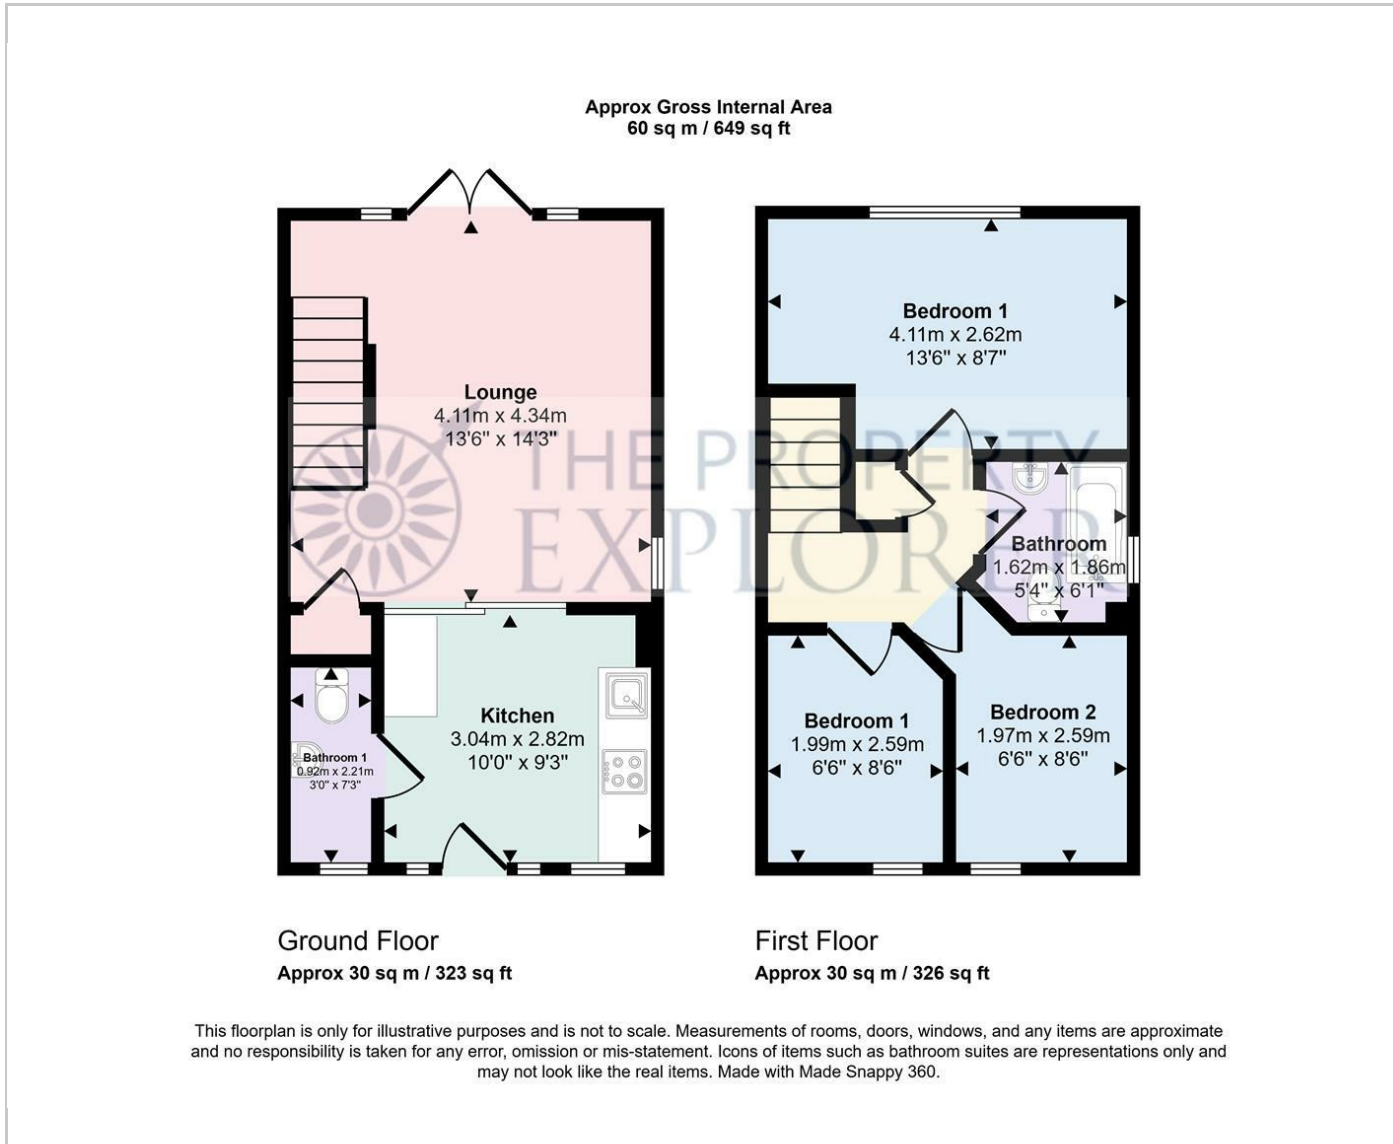 Approx Gross Internal Area
60 sq m / 649 sq ft
Lounge
4.11m x 4.34m
13'6" x 14'3"
Kitchen
3.04m x 2.82m
10'0" x 9'3"
Bathroom 1
0.92m x 2.21m
3'0" x 7'3"
Bedroom 1
4.11m x 2.62m
13'6" x 8'7"
Bathroom
1.62m x 1.86m
5'4" x 6'1"
Bedroom 1
1.99m x 2.59m
6'6" x 8'6"
Bedroom 2
1.97m x 2.59m
6'6" x 8'6"
THE PROPERTY
EXPLORER
Ground Floor
Approx 30 sq m / 323 sq ft
First Floor
Approx 30 sq m / 326 sq ft
This floorplan is only for illustrative purposes and is not to scale. Measurements of rooms, doors, windows, and any items are approximate
and no responsibility is taken for any error, omission or mis-statement. Icons of items such as bathroom suites are representations only and
may not look like the real items. Made with Made Snappy 360.